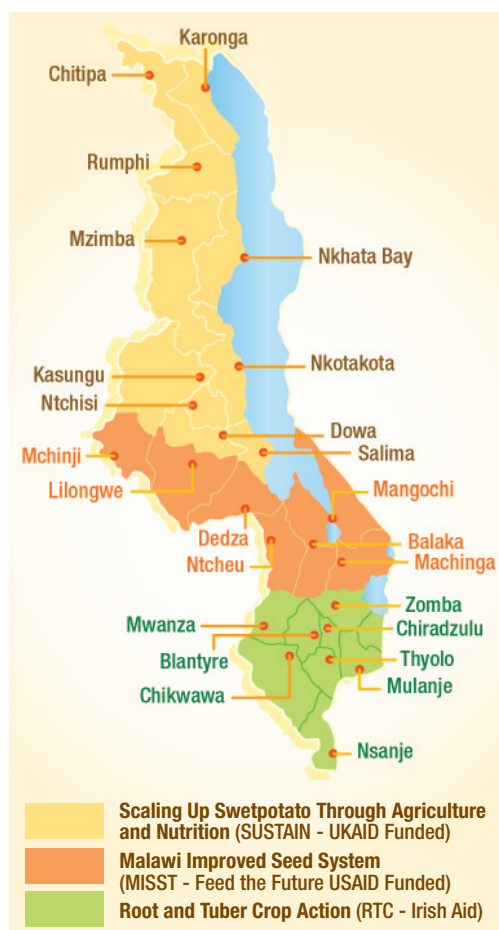 Karonga
Chitipa
Rumphi
Mzimba
Nkhata Bay
Nkotakota
Kasungu
Ntchisi
Dowa
Salima
Mchinji
Lilongwe
Mangochi
Dedza
Balaka
Ntcheu
Machinga
Zomba
Mwanza
Chiradzulu
Blantyre
Thyolo
Chikwawa
Mulanje
Nsanje
Scaling Up Swetpotato Through Agriculture
and Nutrition (SUSTAIN - UKAID Funded)
Malawi Improved Seed System
(MISST - Feed the Future USAID Funded)
Root and Tuber Crop Action (RTC - Irish Aid)